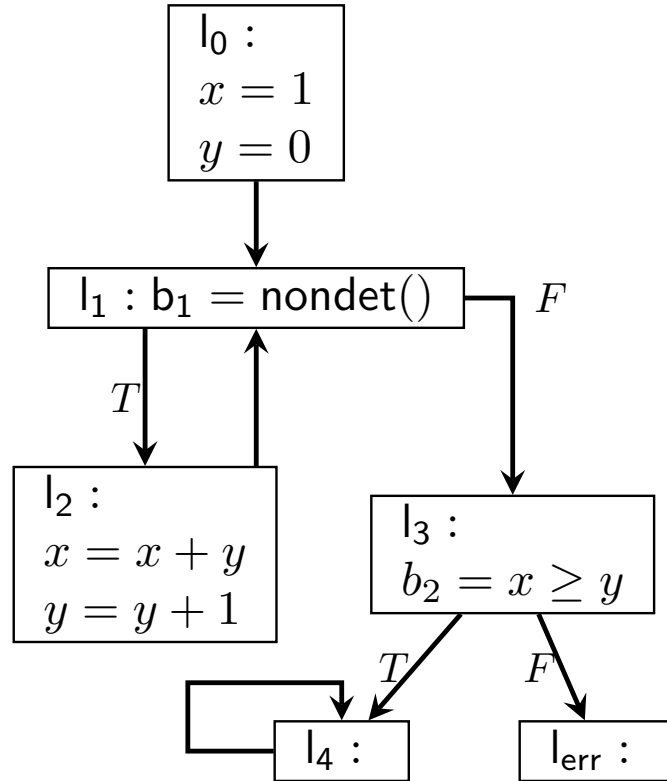 l₀ :
x = 1
y = 0
l₁ : b₁ = nondet()
F
T
l₂ :
x = x + y
y = y + 1
l₃ :
b₂ = x ≥ y
T
F
l₄ :
l_err :